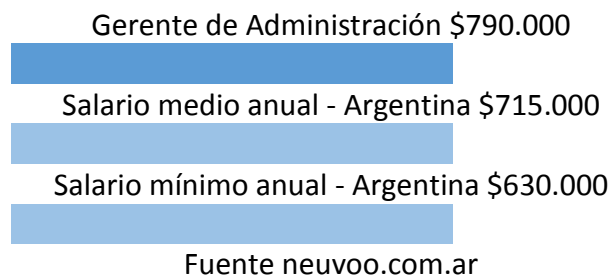 Gerente de Administración $790.000
Salario medio anual - Argentina $715.000
Salario mínimo anual - Argentina $630.000
Fuente neuvoo.com.ar